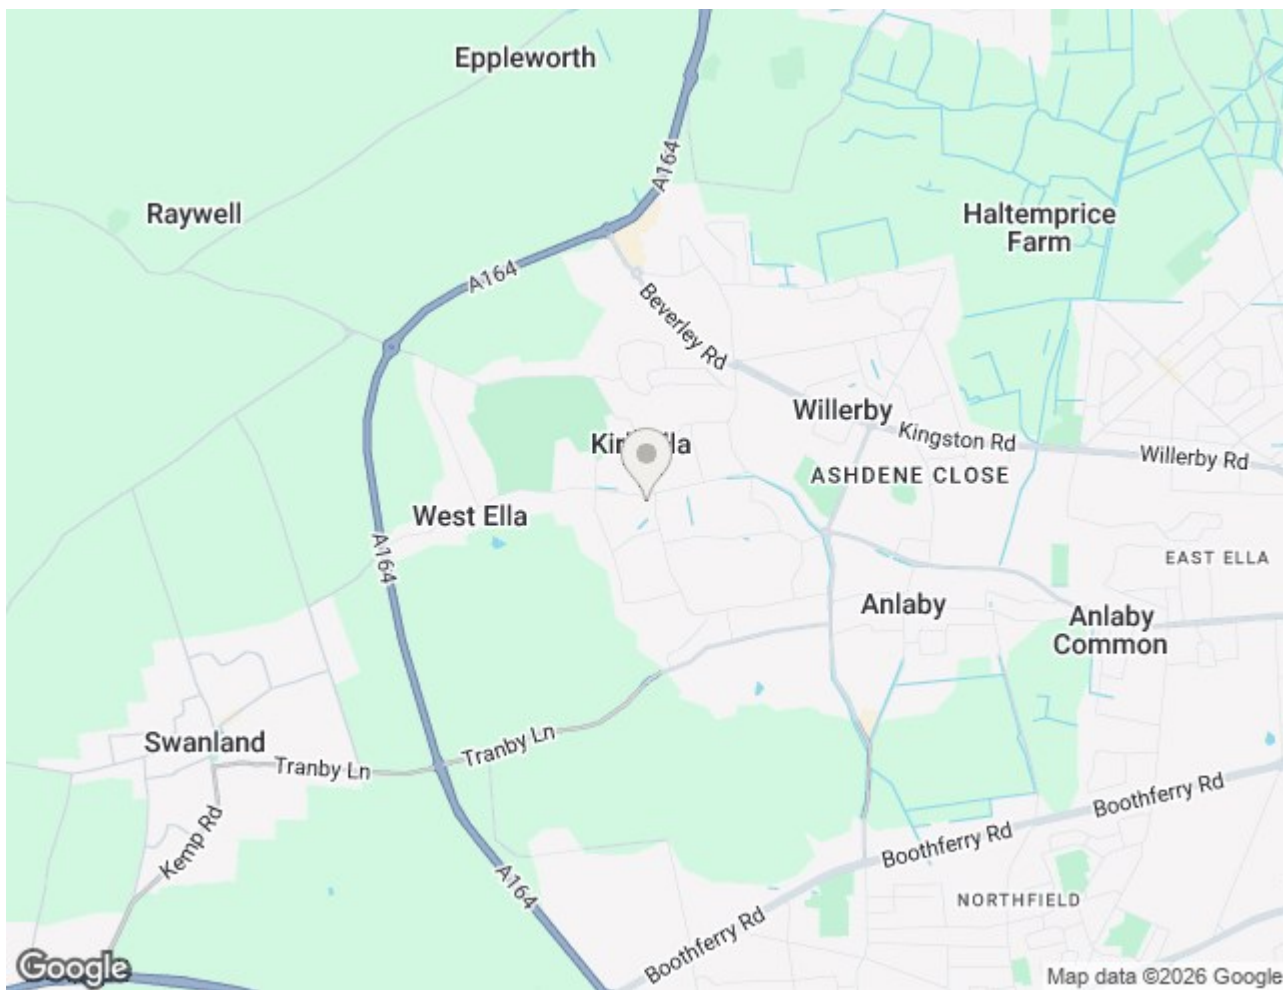 Eppleworth
A164
Raywell
Haltemprice
Farm
A164
Beverley Rd
Willerby
Kingston Rd
Willerby Rd
ASHDENE CLOSE
West Ella
A164
EAST ELLA
Anlaby
Anlaby
Common
Swanland
Tranby Ln
Tranby Ln
Kemp Rd
Boothferry Rd
Boothferry Rd
A164
NORTHFIELD
Boothferry Rd
Google
Map data ©2026 Google